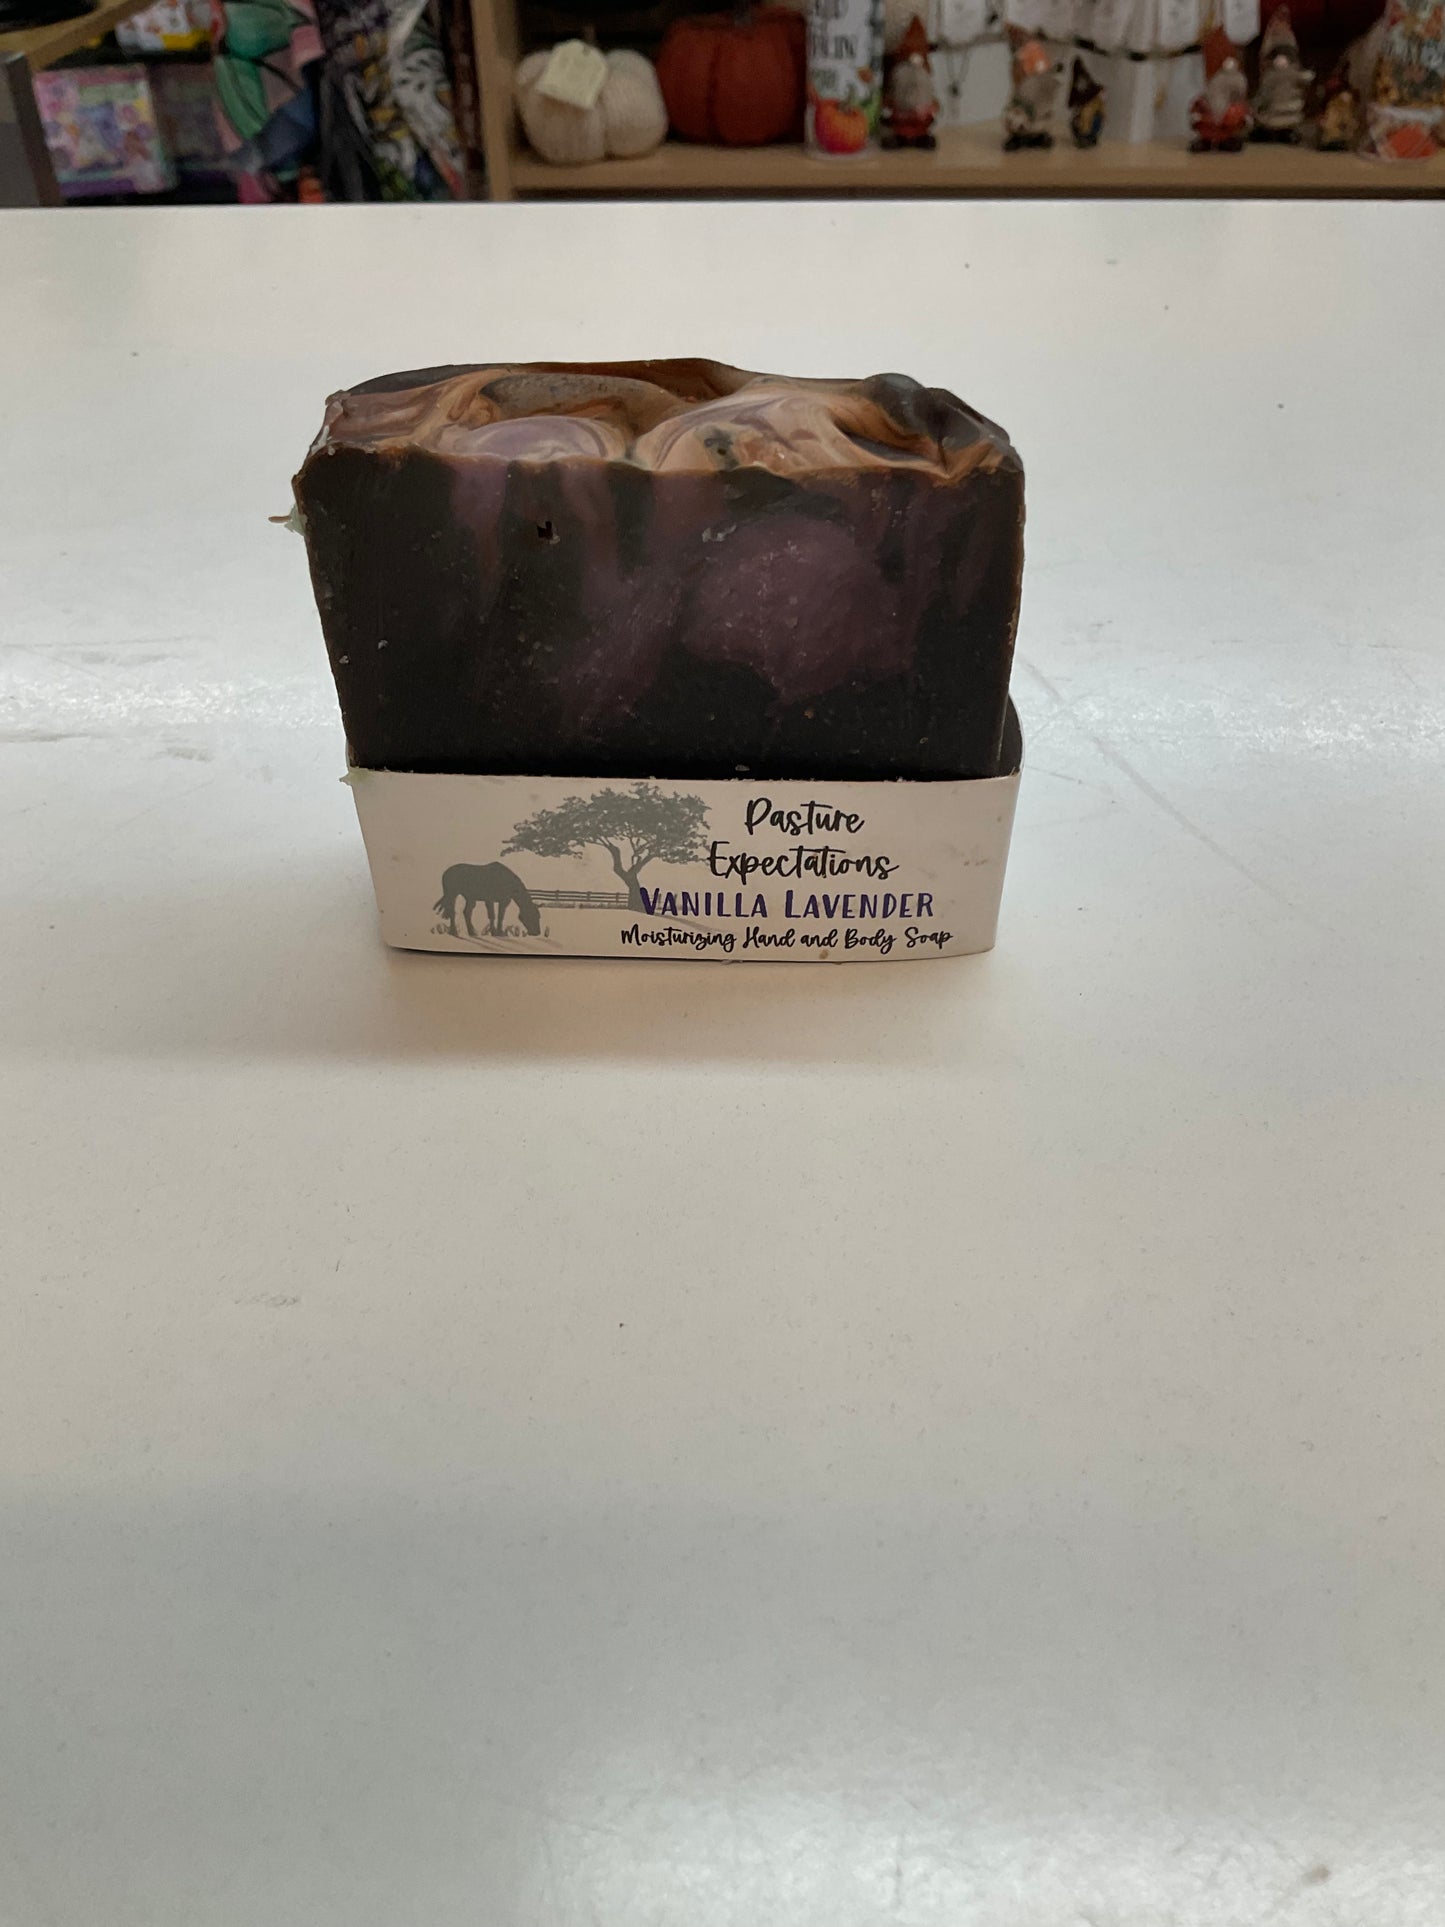 Pasture
Expectations
VANILLA LAVENDER
Moisturizing Hand and Body Soap